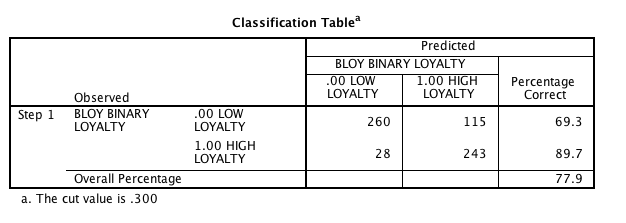 Classification Tableᵃ
Predicted
BLOY BINARY LOYALTY
Observed
.00 LOW LOYALTY
1.00 HIGH LOYALTY
Percentage Correct
Step 1 BLOY BINARY LOYALTY .00 LOW LOYALTY 260 115 69.3
1.00 HIGH LOYALTY 28 243 89.7
Overall Percentage 77.9
a. The cut value is .300